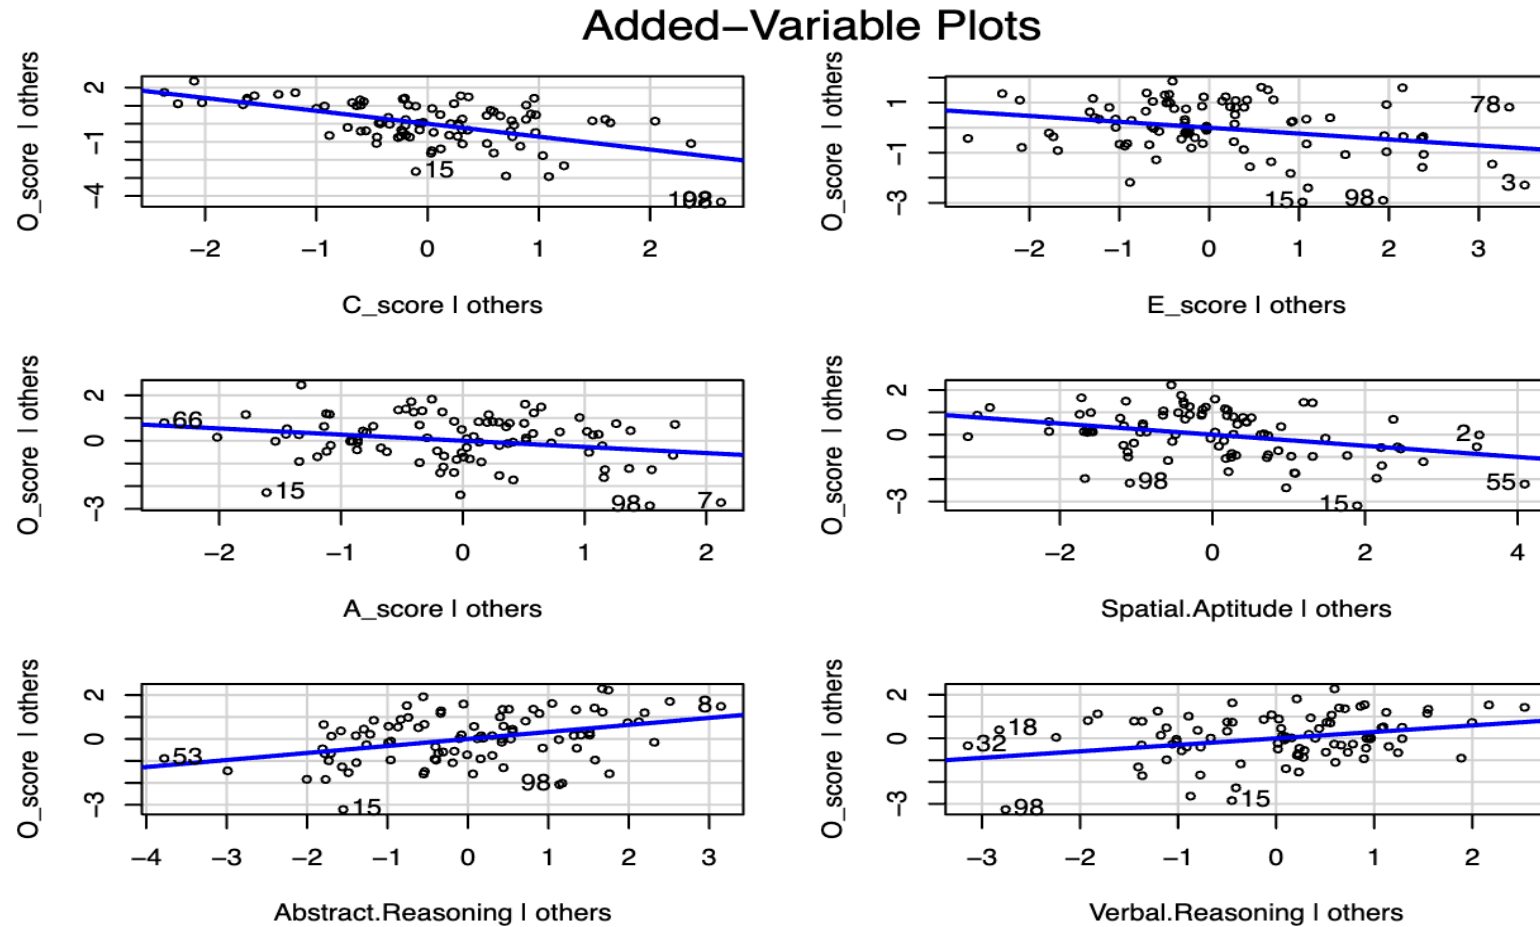 Added−Variable Plots
O_score | others
2
-1
-4
15
98
−2 −1 0 1 2
C_score | others
O_score | others
1
-1
-3
78
3
15
98
−2 −1 0 1 2 3
E_score | others
O_score | others
2
0
-3
66
15
98
7
−2 −1 0 1 2
A_score | others
O_score | others
2
0
-3
2
98
55
15
−2 0 2 4
Spatial.Aptitude | others
O_score | others
2
0
-3
8
53
98
15
−4 −3 −2 −1 0 1 2 3
Abstract.Reasoning | others
O_score | others
2
0
-3
18
32
15
98
−3 −2 −1 0 1 2
Verbal.Reasoning | others